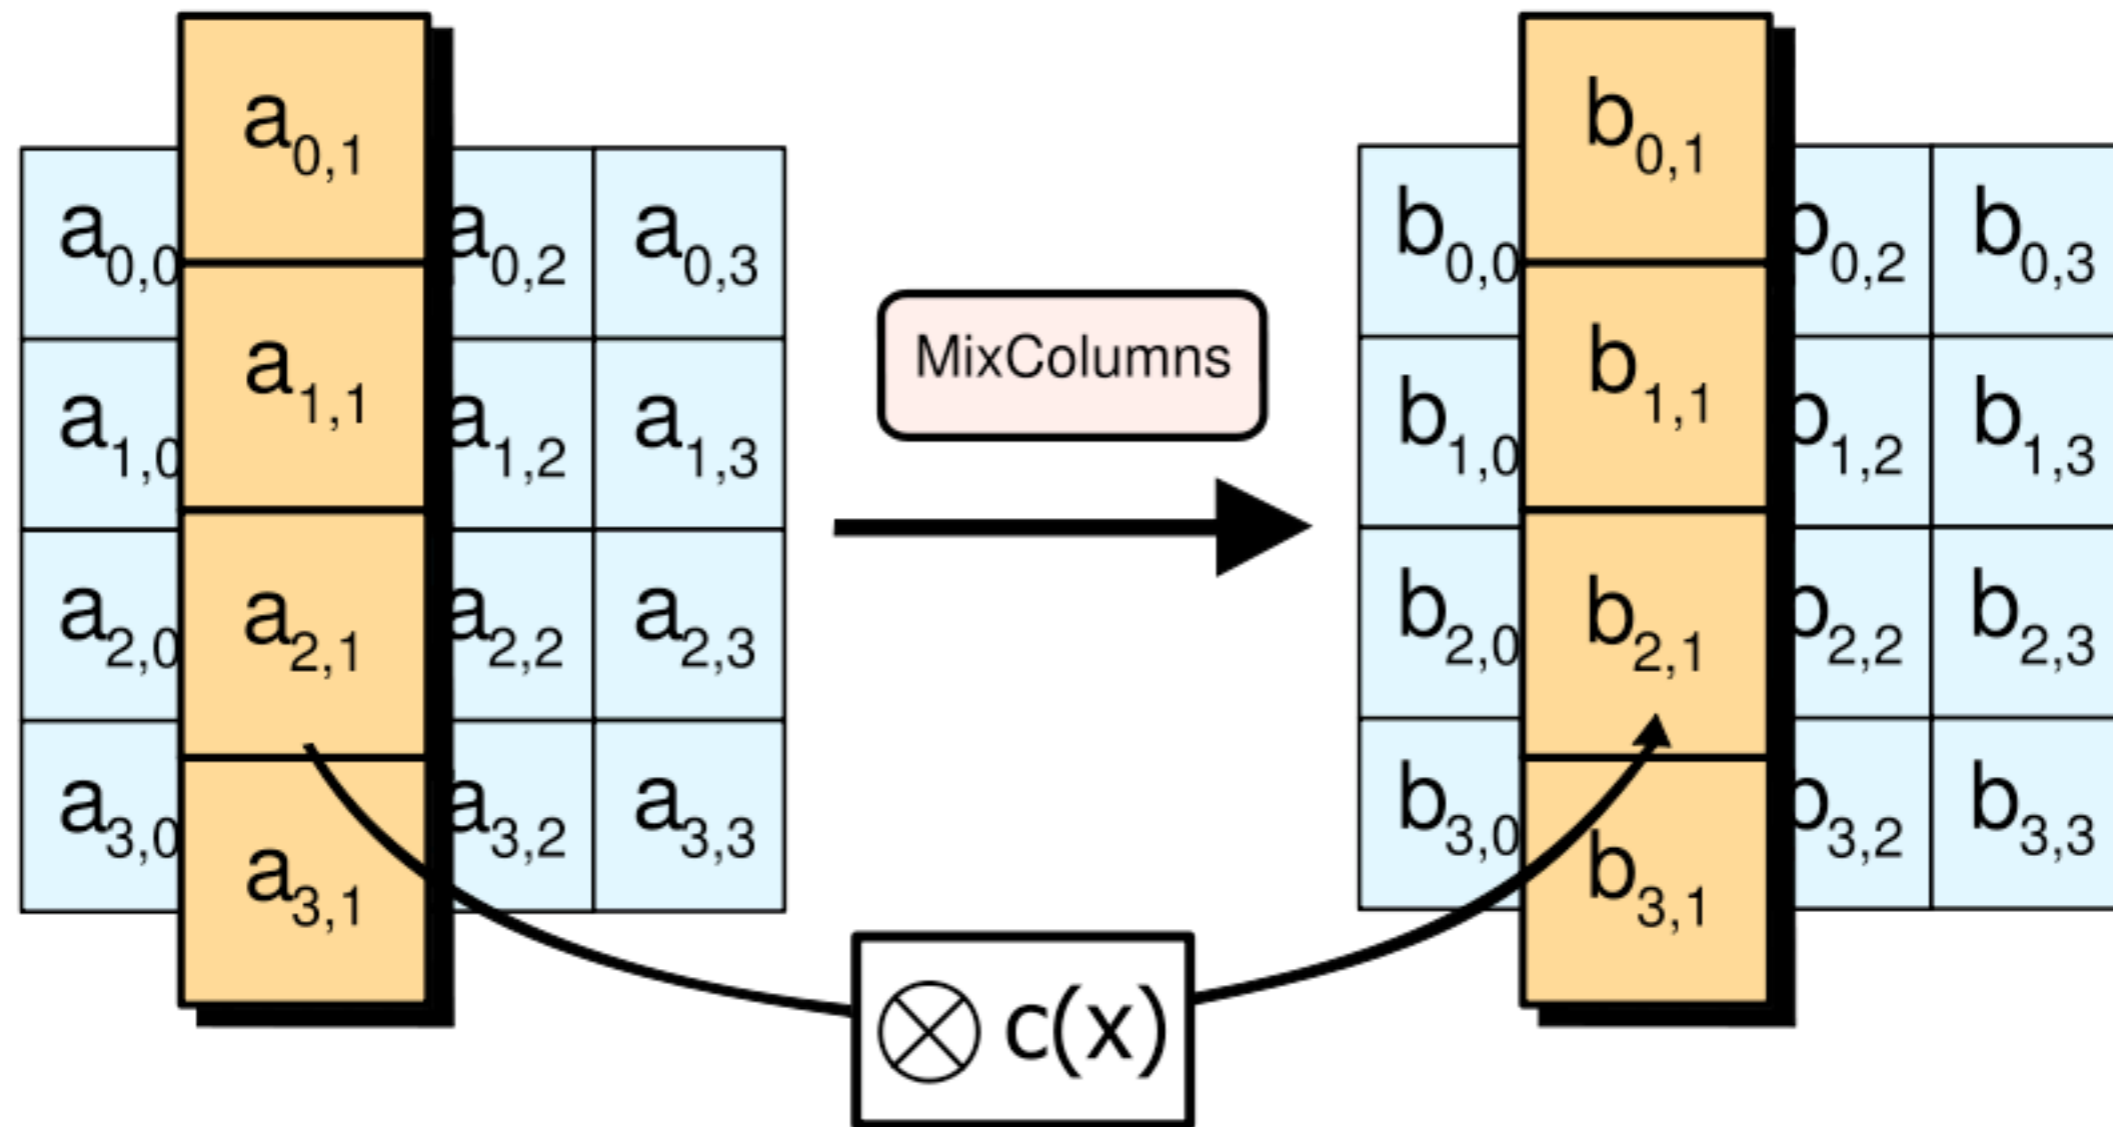 a0,1
a0,0 a0,2 a0,3
a1,1
a1,0 a1,2 a1,3
a2,1
a2,0 a2,2 a2,3
a3,1
a3,0 a3,2 a3,3
MixColumns
b0,1
b0,0 b0,2 b0,3
b1,1
b1,0 b1,2 b1,3
b2,1
b2,0 b2,2 b2,3
b3,1
b3,0 b3,2 b3,3
⊗ c(x)